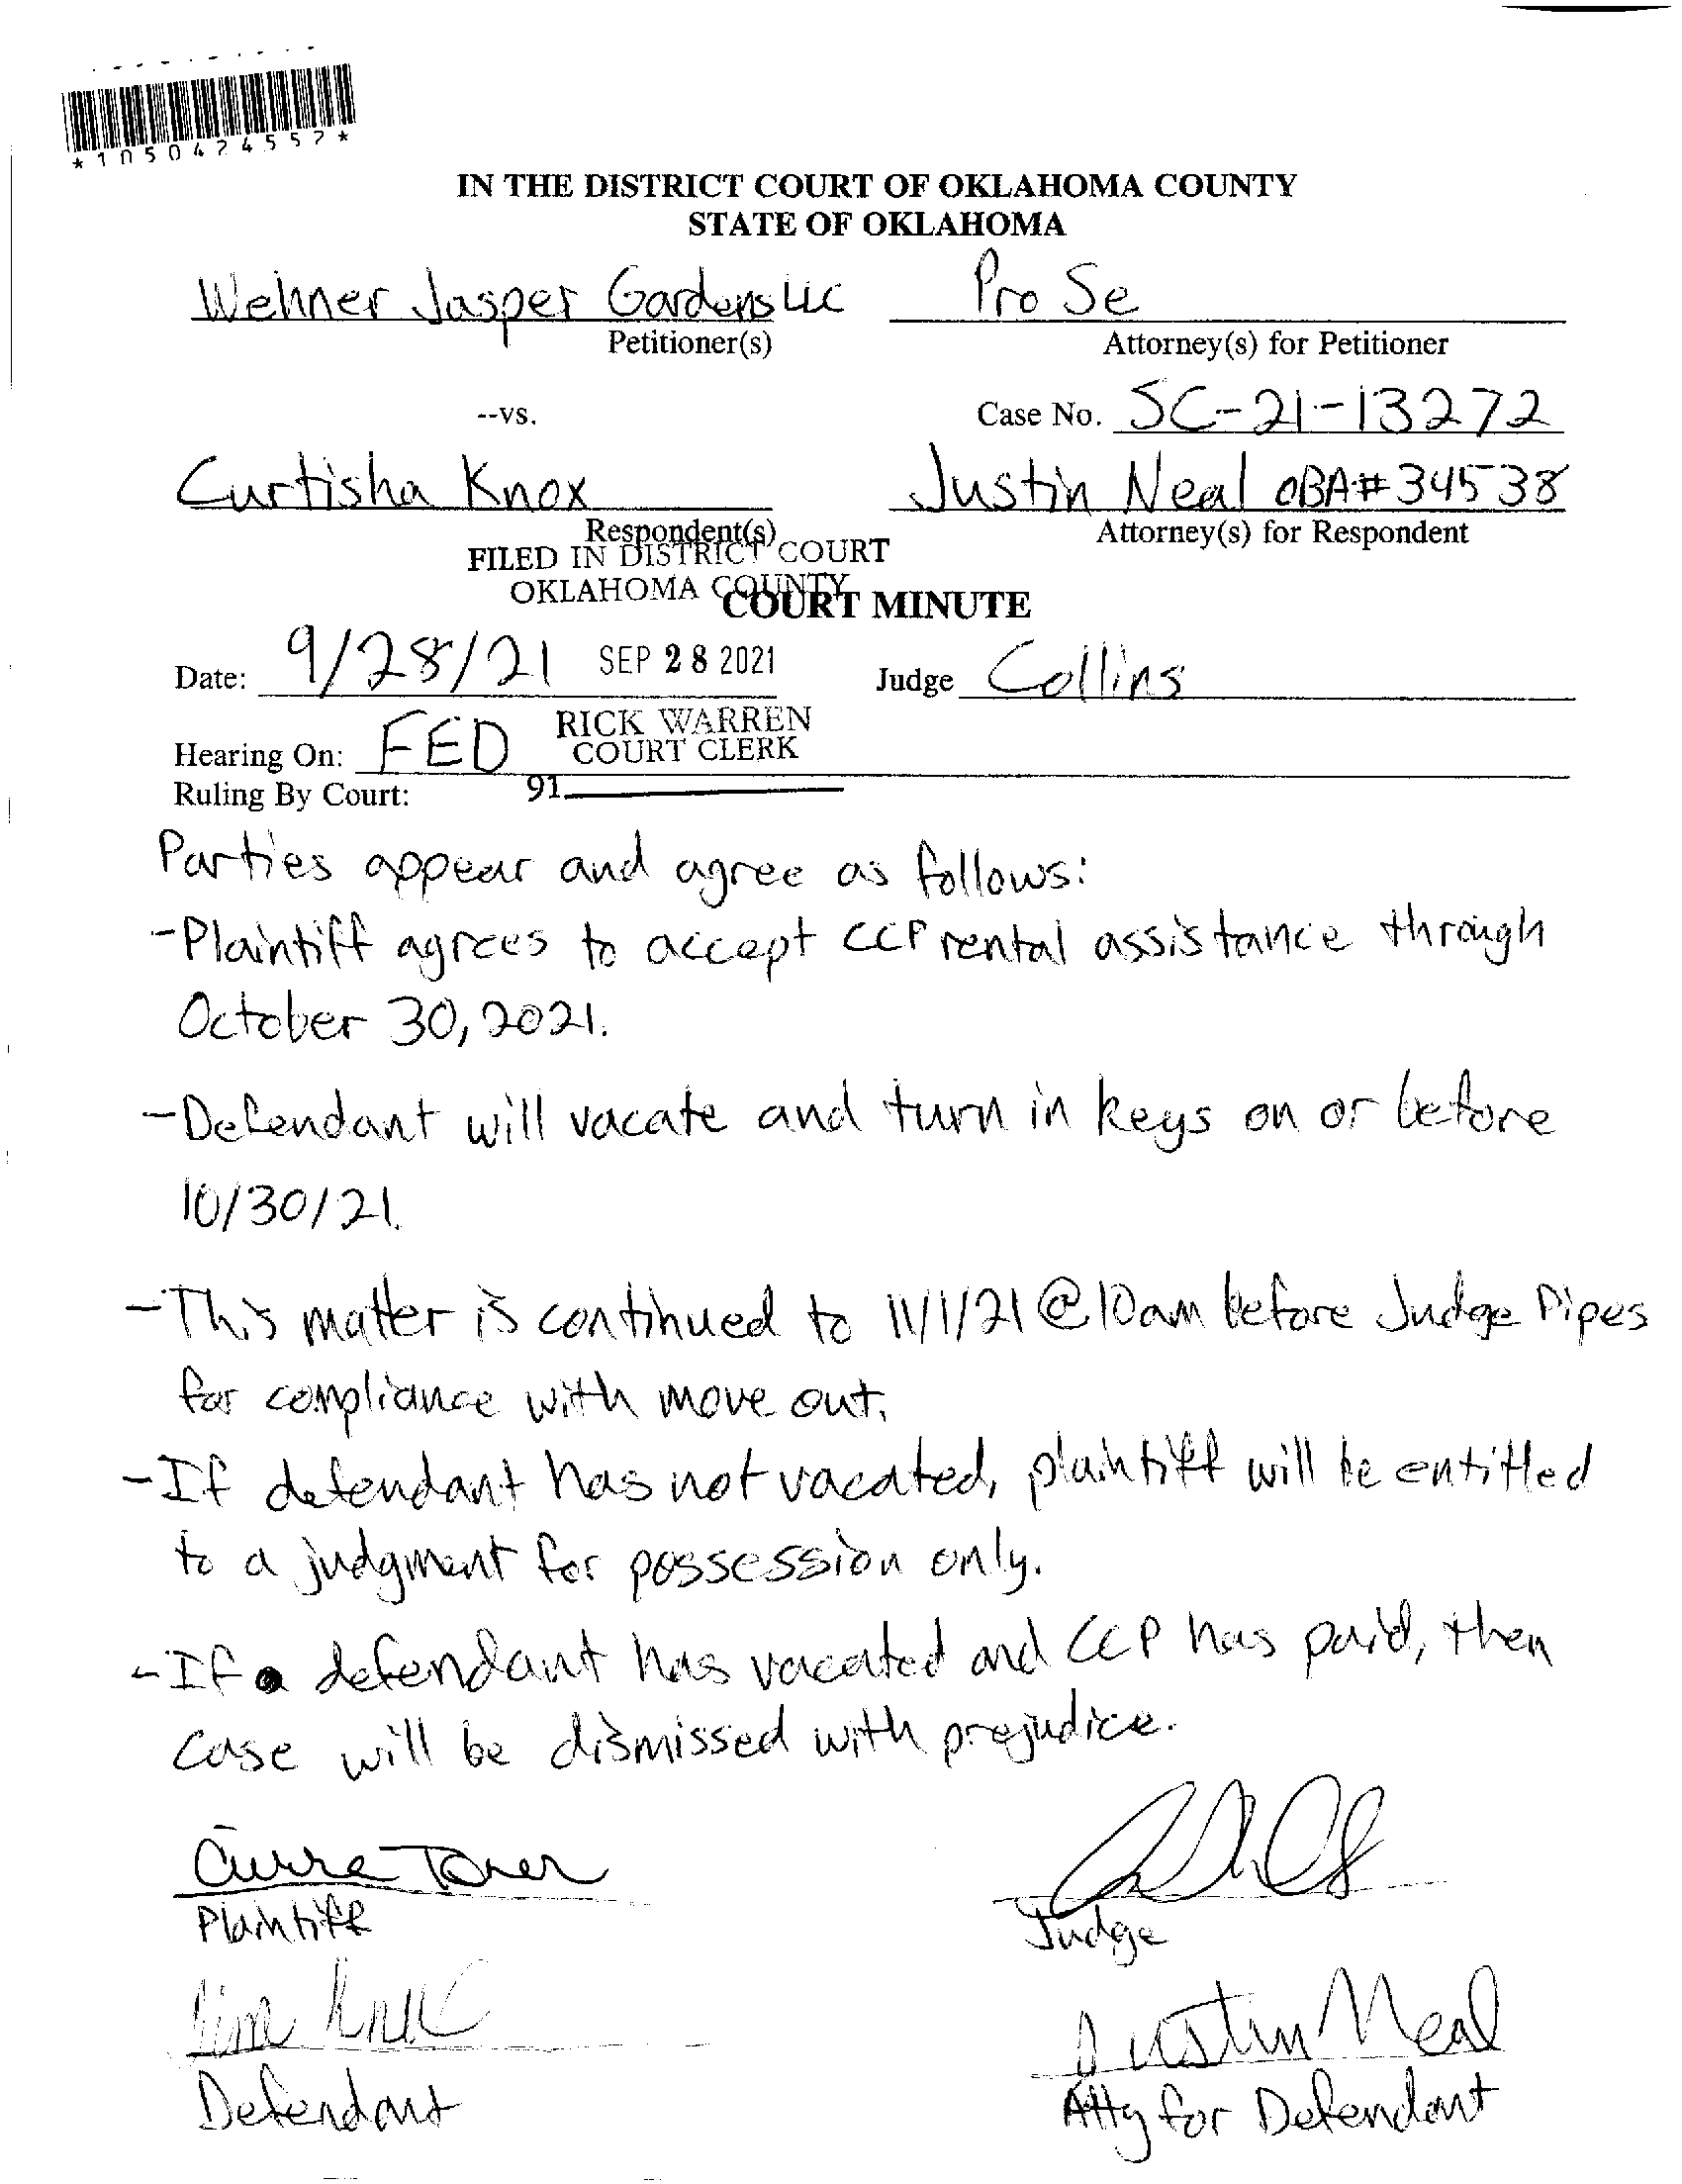 *1050424557*
IN THE DISTRICT COURT OF OKLAHOMA COUNTY
STATE OF OKLAHOMA
Wehner Jasper Gardens LLC Pro Se
Petitioner(s) Attorney(s) for Petitioner
--vs. Case No. SC-21-13272
Curtisha Knox Justin Neal OBA# 34538
Respondent(s) Attorney(s) for Respondent
FILED IN DISTRICT COURT
OKLAHOMA COUNTY
COURT MINUTE
Date: 9/28/21 SEP 28 2021 Judge Collins
Hearing On: FED RICK WARREN
COURT CLERK
Ruling By Court: 91
Parties appear and agree as follows:
-Plaintiff agrees to accept CCP rental assistance through
October 30, 2021.
-Defendant will vacate and turn in keys on or before
10/30/21.
-This matter is continued to 11/1/21 @ 10am before Judge Pipes
for compliance with move out.
-If defendant has not vacated, plaintiff will be entitled
to a judgment for possession only.
-If defendant has vacated and CCP has paid, then
case will be dismissed with prejudice.
Plaintiff
Judge
Justin Neal
Defendant
Atty for Defendant